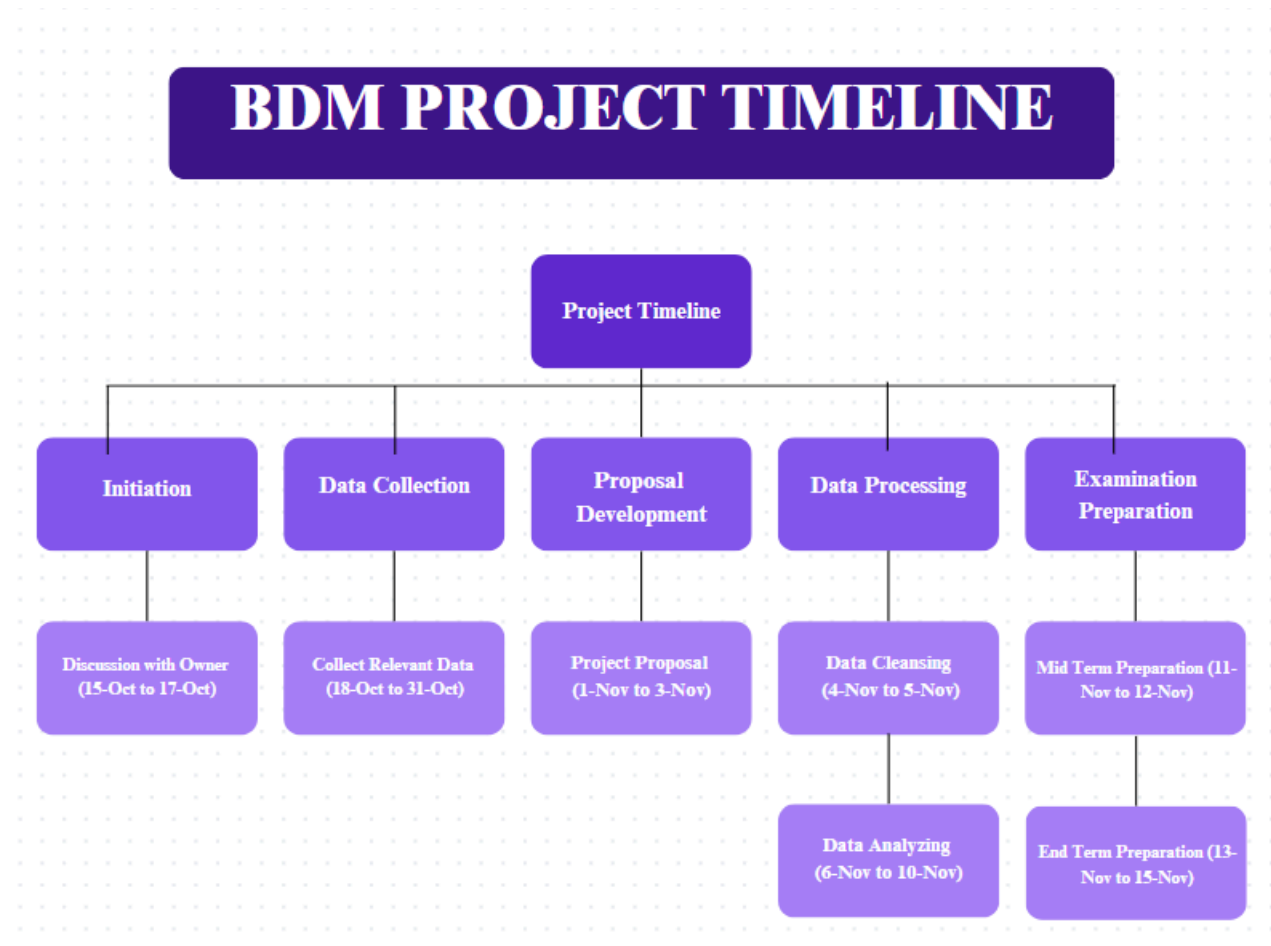 BDM PROJECT TIMELINE
Project Timeline
Initiation
Data Collection
Proposal
Development
Data Processing
Examination
Preparation
Discussion with Owner
(15-Oct to 17-Oct)
Collect Relevant Data
(18-Oct to 31-Oct)
Project Proposal
(1-Nov to 3-Nov)
Data Cleansing
(4-Nov to 5-Nov)
Mid Term Preparation (11-
Nov to 12-Nov)
Data Analyzing
(6-Nov to 10-Nov)
End Term Preparation (13-
Nov to 15-Nov)